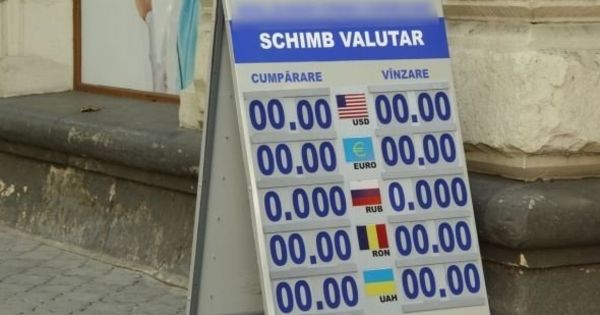 SCHIMB VALUTAR
CUMPĂRARE VÎNZARE
00.00 USD 00.00
00.00 € EURO 00.00
0.000 RUB 0.000
00.00 RON 00.00
00.00 UAH 00.00